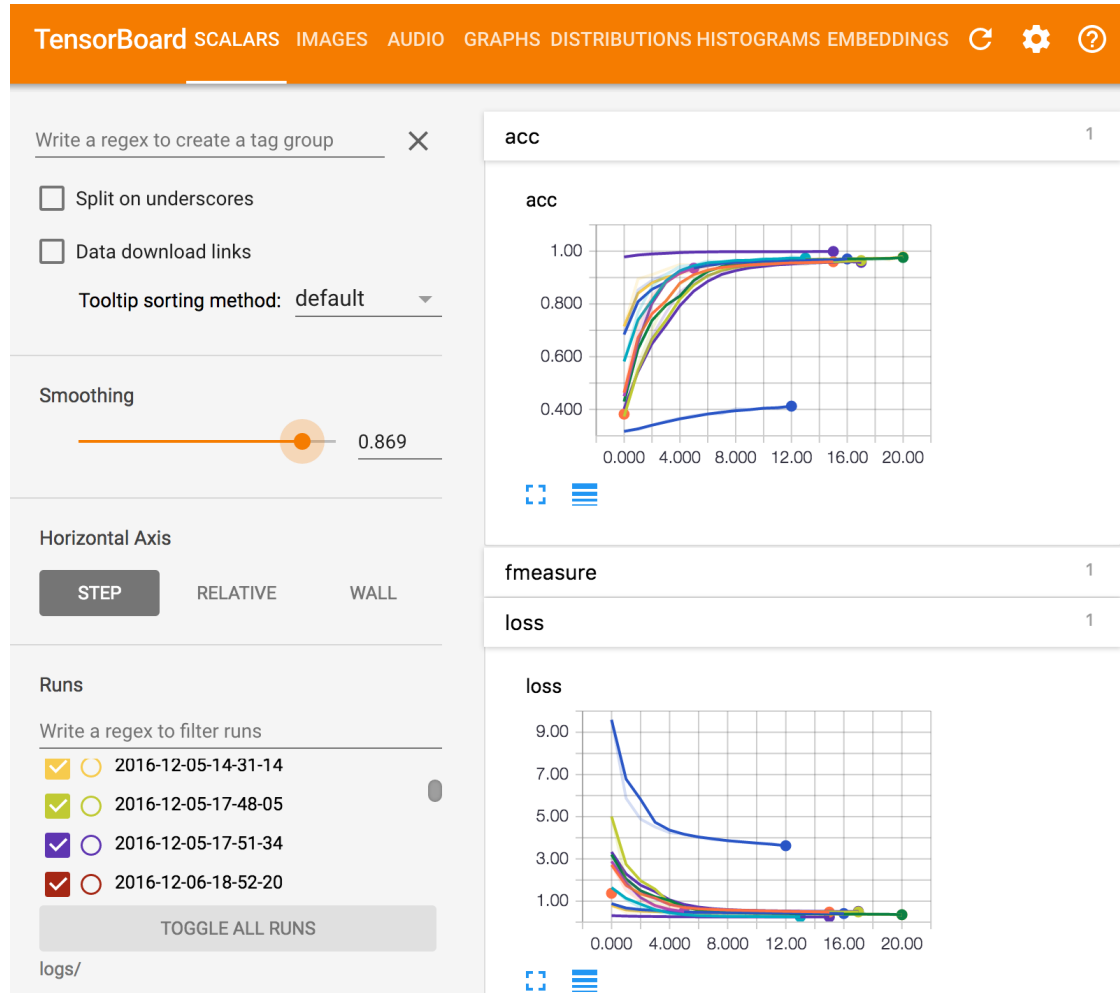 TensorBoard SCALARS IMAGES AUDIO GRAPHS DISTRIBUTIONS HISTOGRAMS EMBEDDINGS
Write a regex to create a tag group
Split on underscores
Data download links
Tooltip sorting method: default
Smoothing
0.869
Horizontal Axis
STEP RELATIVE WALL
Runs
Write a regex to filter runs
2016-12-05-14-31-14
2016-12-05-17-48-05
2016-12-05-17-51-34
2016-12-06-18-52-20
TOGGLE ALL RUNS
logs/
acc 1
acc
1.00
0.800
0.600
0.400
0.000 4.000 8.000 12.00 16.00 20.00
fmeasure 1
loss 1
loss
9.00
7.00
5.00
3.00
1.00
0.000 4.000 8.000 12.00 16.00 20.00